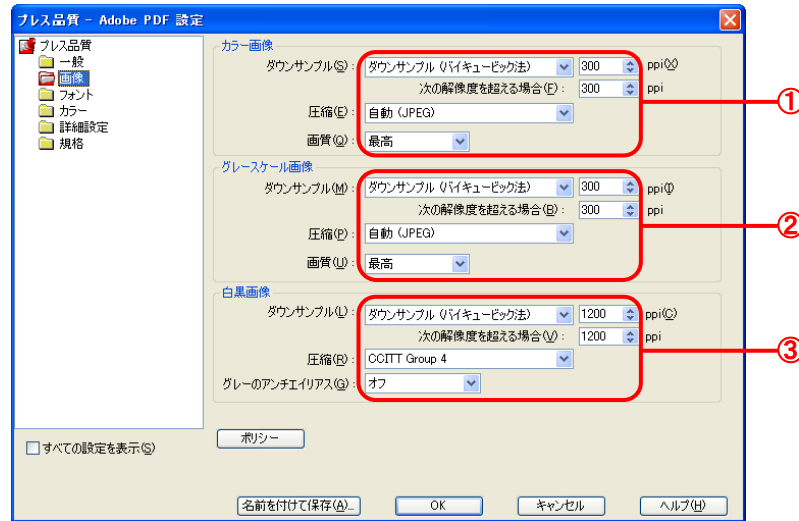 プレス品質 - Adobe PDF 設定
プレス品質
一般
画像
フォント
カラー
詳細設定
規格
すべての設定を表示(S)
カラー画像
ダウンサンプル(S): ダウンサンプル (バイキュービック法) 300 ppi(X)
次の解像度を超える場合(F): 300 ppi
圧縮(E): 自動 (JPEG)
画質(Q): 最高
①
グレースケール画像
ダウンサンプル(M): ダウンサンプル (バイキュービック法) 300 ppi(I)
次の解像度を超える場合(B): 300 ppi
圧縮(P): 自動 (JPEG)
画質(U): 最高
②
白黒画像
ダウンサンプル(L): ダウンサンプル (バイキュービック法) 1200 ppi(C)
次の解像度を超える場合(V): 1200 ppi
圧縮(R): CCITT Group 4
グレーのアンチエイリアス(G): オフ
③
ポリシー
名前を付けて保存(A)... OK キャンセル ヘルプ(H)